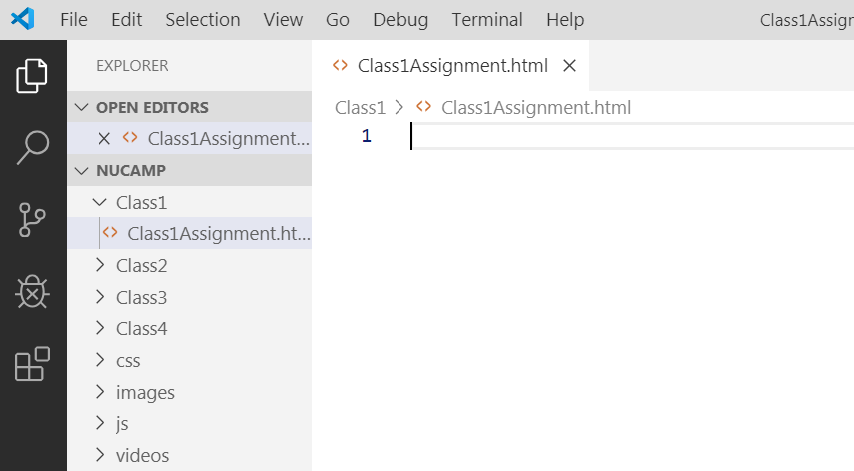 File Edit Selection View Go Debug Terminal Help Class1Assign
EXPLORER
Class1Assignment.html
OPEN EDITORS
Class1 > Class1Assignment.html
Class1Assignment...
1
NUCAMP
Class1
Class1Assignment.ht...
Class2
Class3
Class4
css
images
js
videos